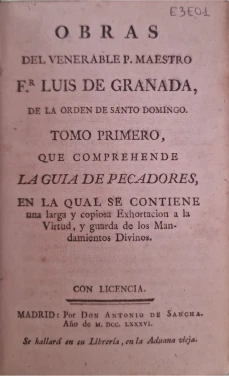 E3E01
OBRAS
DEL VENERABLE P. MAESTRO
F.R LUIS DE GRANADA,
DE LA ORDEN DE SANTO DOMINGO.
TOMO PRIMERO,
QUE COMPREHENDE
LA GUIA DE PECADORES,
EN LA QUAL SE CONTIENE
una larga y copiosa Exhortacion a la
Virtud, y guarda de los Man-
damientos Divinos.
CON LICENCIA.
MADRID: Por DON ANTONIO DE SANCHA.
Año de M. DCC. LXXXVI.
Se hallará en su Librería, en la Aduana vieja.